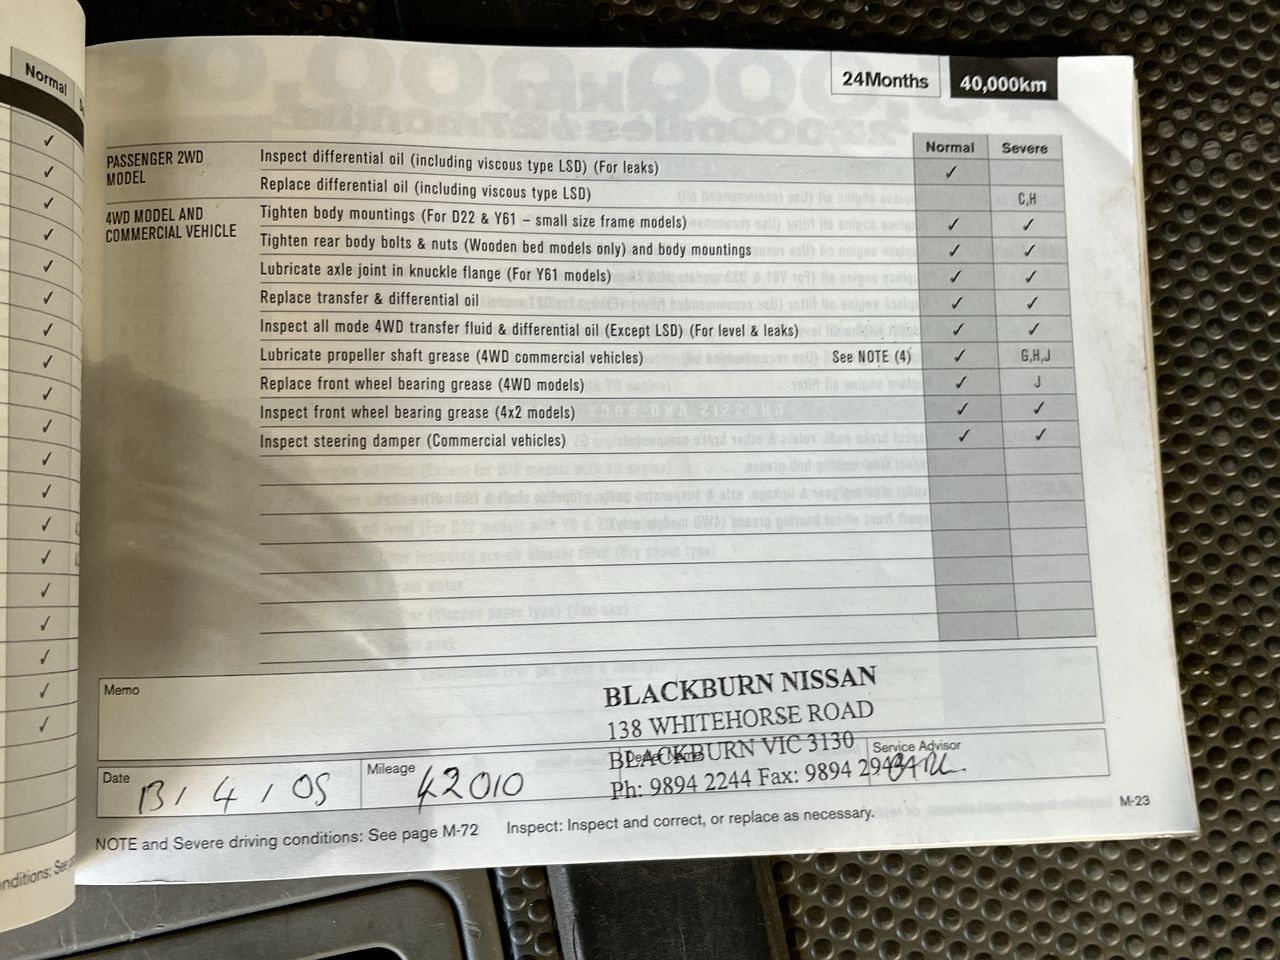 Normal
24Months 40,000km
Normal Severe
PASSENGER 2WD MODEL
Inspect differential oil (including viscous type LSD) (For leaks) ✓
Replace differential oil (including viscous type LSD) C,H
4WD MODEL AND COMMERCIAL VEHICLE
Tighten body mountings (For D22 & Y61 – small size frame models) ✓ ✓
Tighten rear body bolts & nuts (Wooden bed models only) and body mountings ✓ ✓
Lubricate axle joint in knuckle flange (For Y61 models) ✓ ✓
Replace transfer & differential oil ✓ ✓
Inspect all mode 4WD transfer fluid & differential oil (Except LSD) (For level & leaks) ✓ ✓
Lubricate propeller shaft grease (4WD commercial vehicles) See NOTE (4) ✓ G,H,J
Replace front wheel bearing grease (4WD models) ✓ J
Inspect front wheel bearing grease (4x2 models) ✓ ✓
Inspect steering damper (Commercial vehicles) ✓ ✓
Memo
BLACKBURN NISSAN
138 WHITEHORSE ROAD
BLACKBURN VIC 3130
Ph: 9894 2244 Fax: 9894
Date 13 / 4 / 05
Mileage 42010
Dealer Name
Service Advisor
NOTE and Severe driving conditions: See page M-72 Inspect: Inspect and correct, or replace as necessary.
M-23